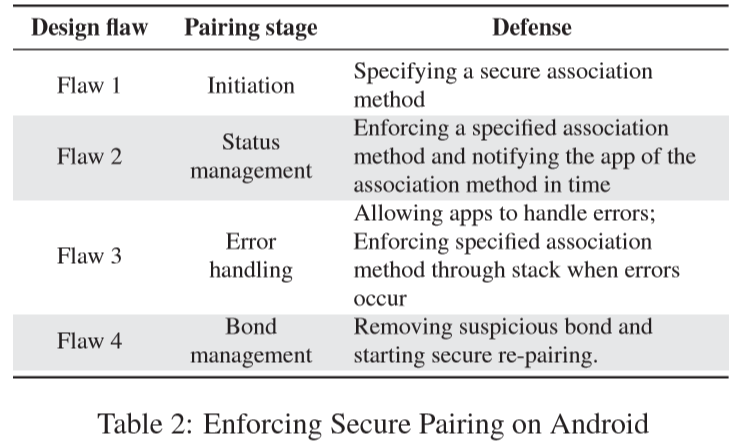 Design flaw Pairing stage Defense
Flaw 1 Initiation Specifying a secure association
method
Flaw 2 Status
management Enforcing a specified association
method and notifying the app of the
association method in time
Flaw 3 Error
handling Allowing apps to handle errors;
Enforcing specified association
method through stack when errors
occur
Flaw 4 Bond
management Removing suspicious bond and
starting secure re-pairing.
Table 2: Enforcing Secure Pairing on Android